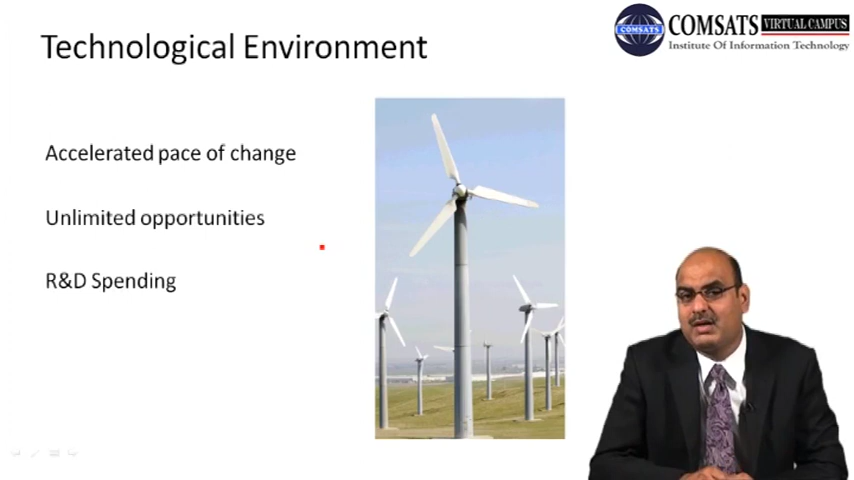 Technological Environment
COMSATS VIRTUAL CAMPUS
Institute Of Information Technology
COMSATS
Accelerated pace of change
Unlimited opportunities
R&D Spending